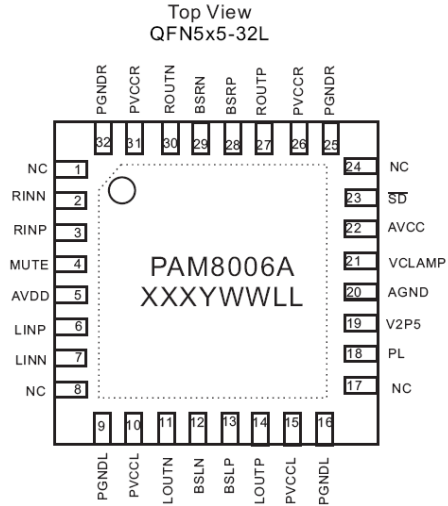 Top View
QFN5x5-32L
PGNDR PVCCR ROUTN BSRN BSRP ROUTP PVCCR PGNDR
32 31 30 29 28 27 26 25
NC 1
RINN 2
RINP 3
MUTE 4
AVDD 5
LINP 6
LINN 7
NC 8
PAM8006A
XXXYWWLL
24 NC
23 SD
22 AVCC
21 VCLAMP
20 AGND
19 V2P5
18 PL
17 NC
9 10 11 12 13 14 15 16
PGNDL PVCCL LOUTN BSLN BSLP LOUTP PVCCL PGNDL